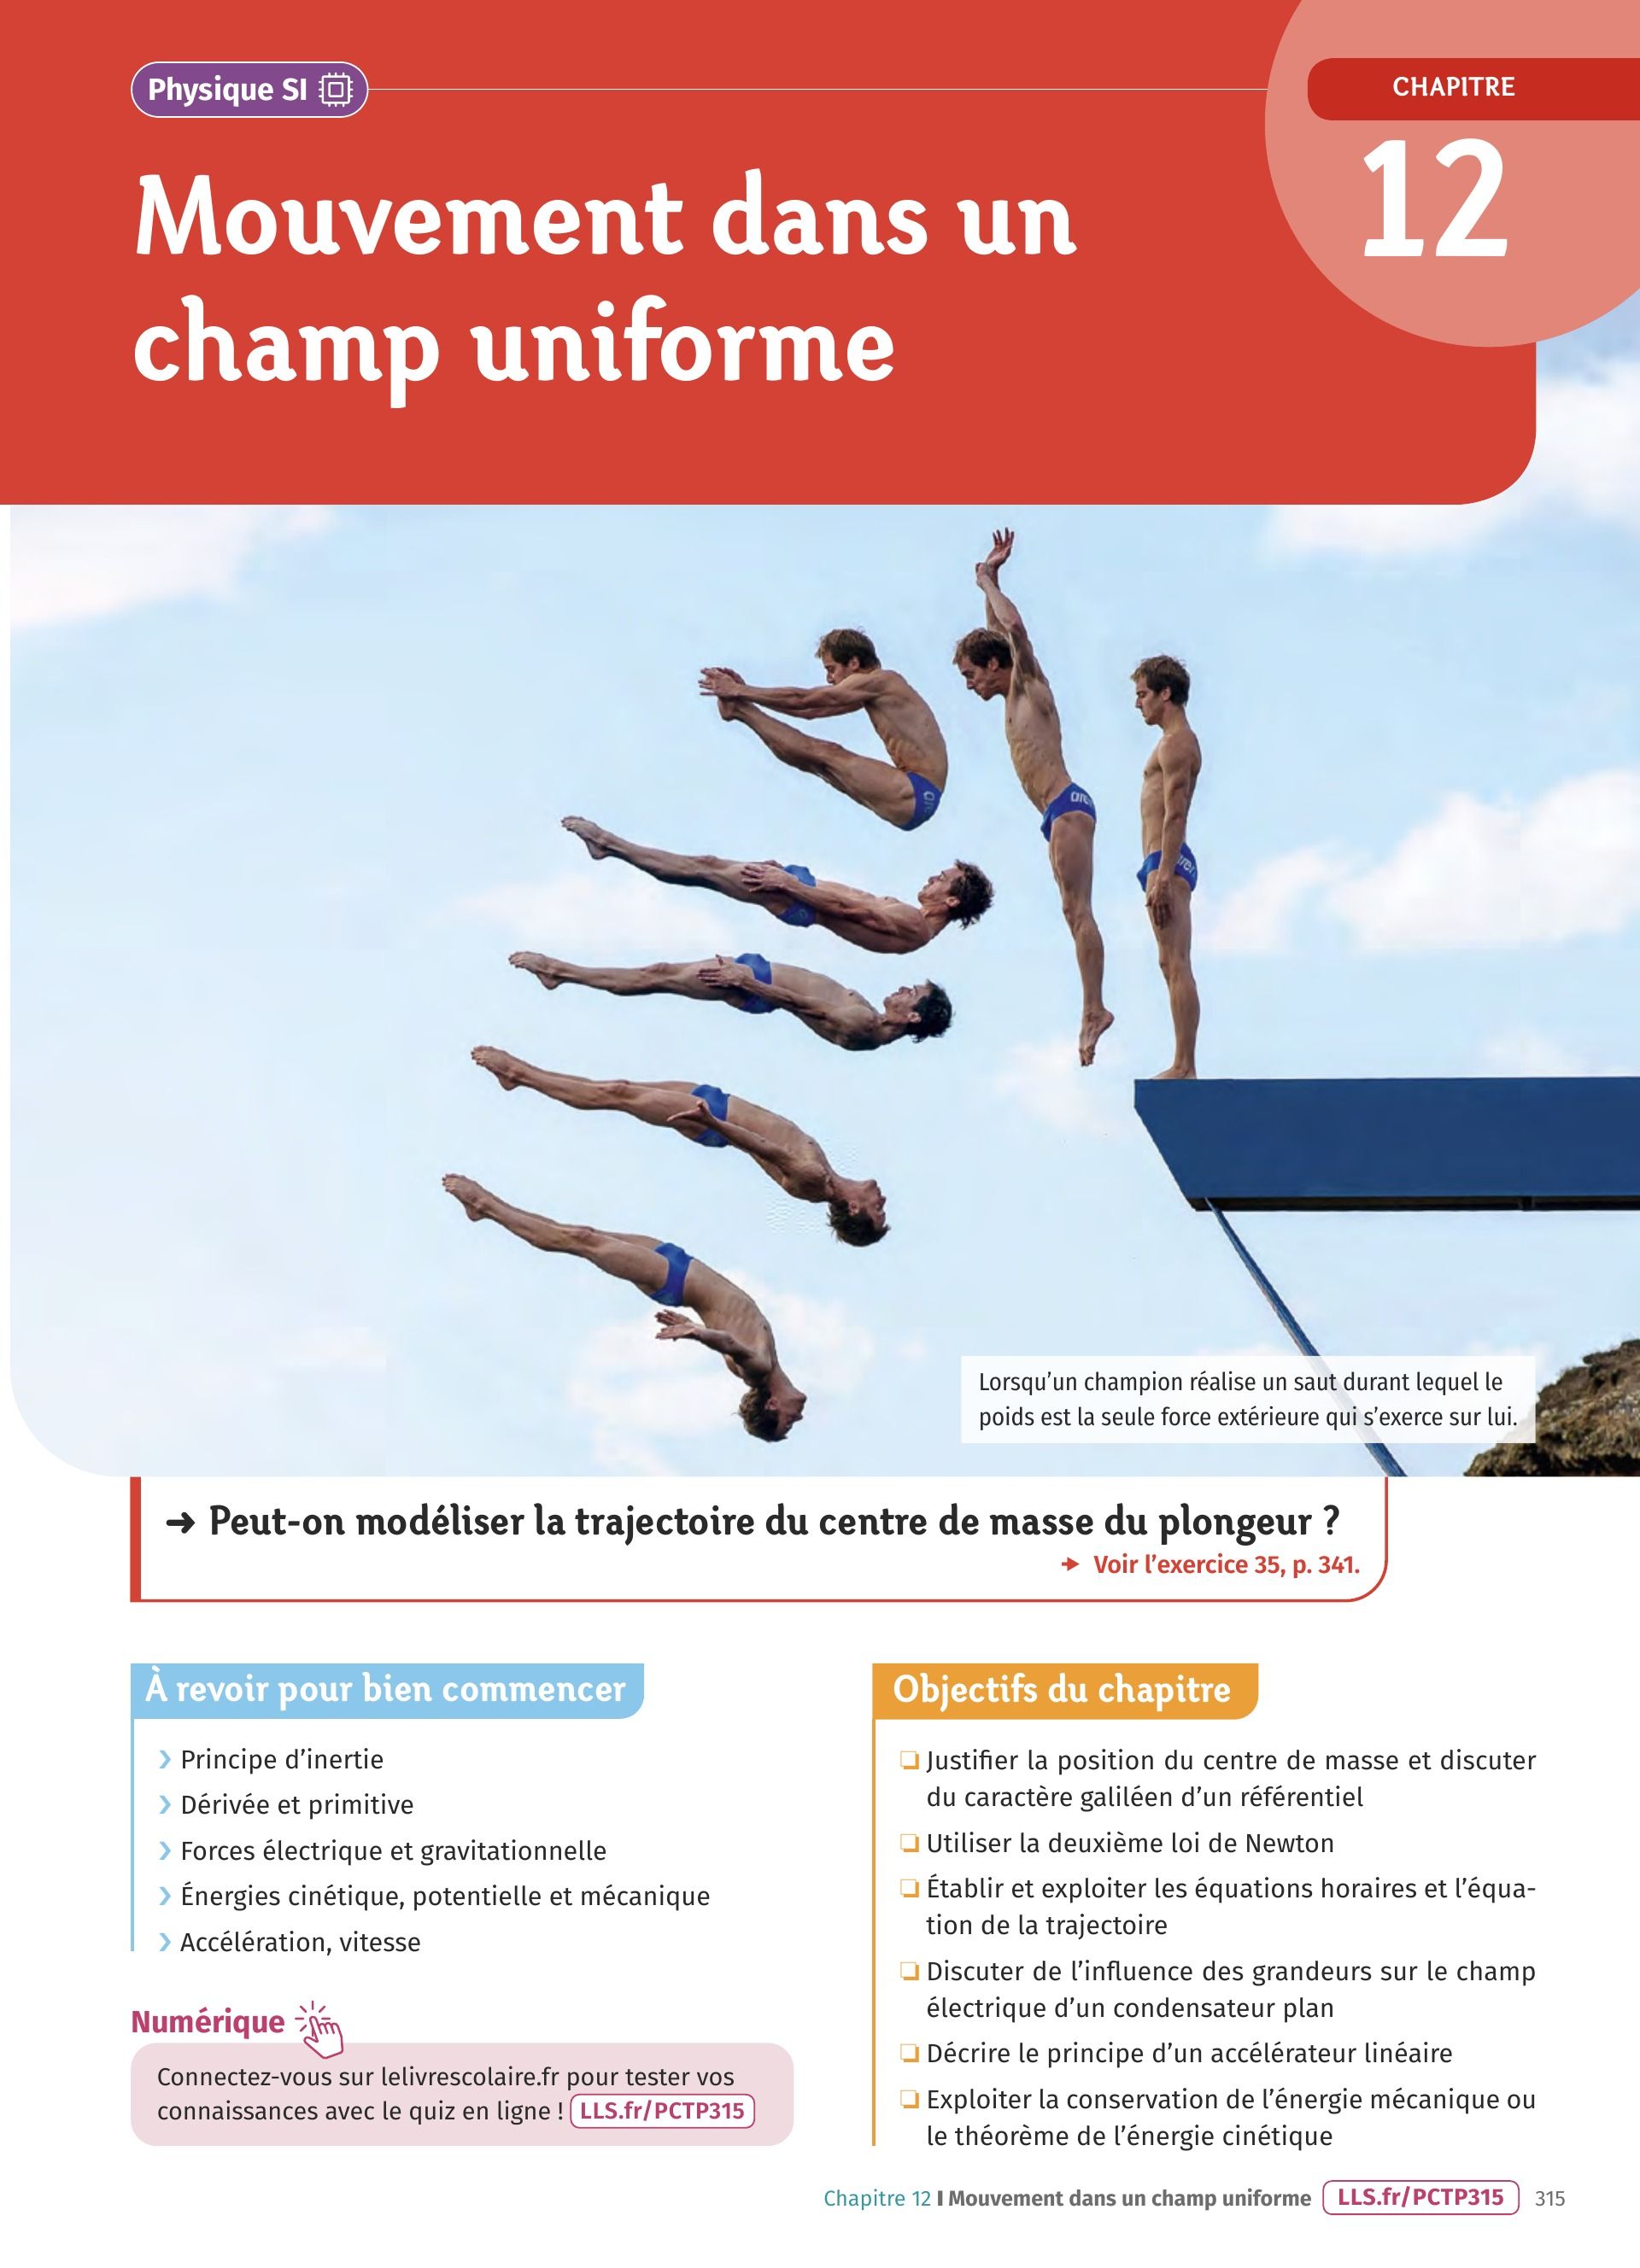 Physique SI
CHAPITRE
12
Mouvement dans un
champ uniforme
Lorsqu'un champion réalise un saut durant lequel le
poids est la seule force extérieure qui s'exerce sur lui.
➜ Peut-on modéliser la trajectoire du centre de masse du plongeur ?
Voir l'exercice 35, p. 341.
À revoir pour bien commencer
Principe d'inertie
Dérivée et primitive
Forces électrique et gravitationnelle
Énergies cinétique, potentielle et mécanique
Accélération, vitesse
Numérique
Connectez-vous sur lelivrescolaire.fr pour tester vos
connaissances avec le quiz en ligne ! LLS.fr/PCTP315
Objectifs du chapitre
❏ Justifier la position du centre de masse et discuter
du caractère galiléen d'un référentiel
❏ Utiliser la deuxième loi de Newton
❏ Établir et exploiter les équations horaires et l'équa-
tion de la trajectoire
❏ Discuter de l'influence des grandeurs sur le champ
électrique d'un condensateur plan
❏ Décrire le principe d'un accélérateur linéaire
❏ Exploiter la conservation de l'énergie mécanique ou
le théorème de l'énergie cinétique
Chapitre 12 I Mouvement dans un champ uniforme LLS.fr/PCTP315 315